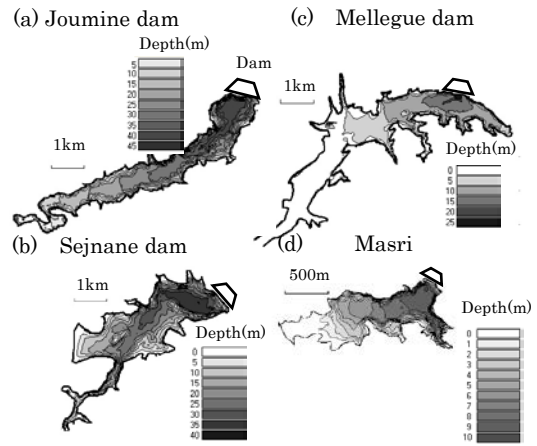 (a) Joumine dam
Depth(m)
5
10
15
20
25
30
35
40
45
Dam
1km
(c) Mellegue dam
1km
Depth(m)
0
5
10
15
20
25
(b) Sejnane dam
1km
Depth(m)
0
5
10
15
20
25
30
35
40
(d) Masri
500m
Depth(m)
0
1
2
3
4
5
6
7
8
9
10